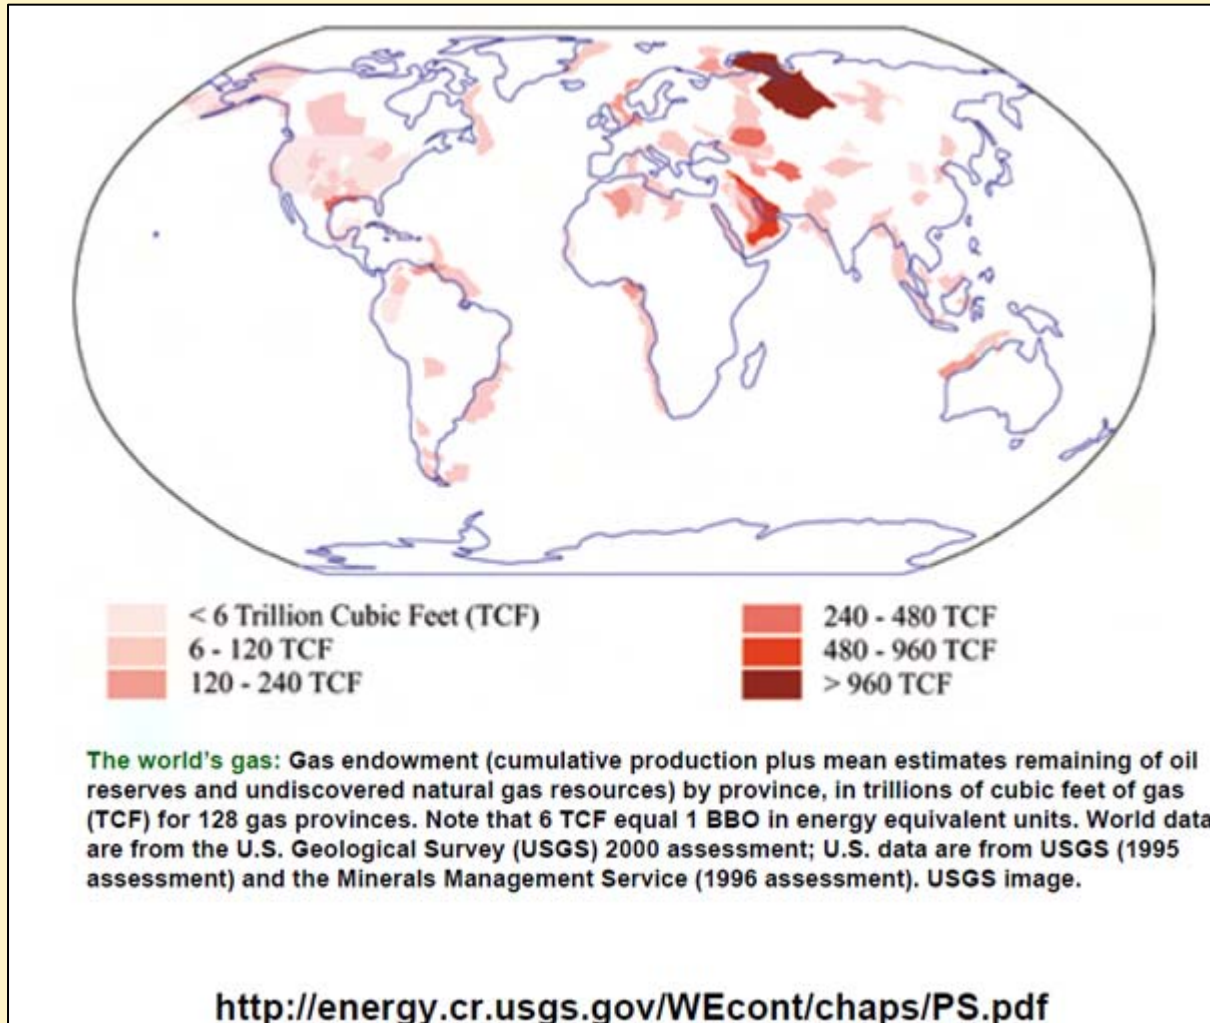 < 6 Trillion Cubic Feet (TCF)
6 - 120 TCF
120 - 240 TCF
240 - 480 TCF
480 - 960 TCF
> 960 TCF
The world's gas: Gas endowment (cumulative production plus mean estimates remaining of oil
reserves and undiscovered natural gas resources) by province, in trillions of cubic feet of gas
(TCF) for 128 gas provinces. Note that 6 TCF equal 1 BBO in energy equivalent units. World data
are from the U.S. Geological Survey (USGS) 2000 assessment; U.S. data are from USGS (1995
assessment) and the Minerals Management Service (1996 assessment). USGS image.
http://energy.cr.usgs.gov/WEcont/chaps/PS.pdf